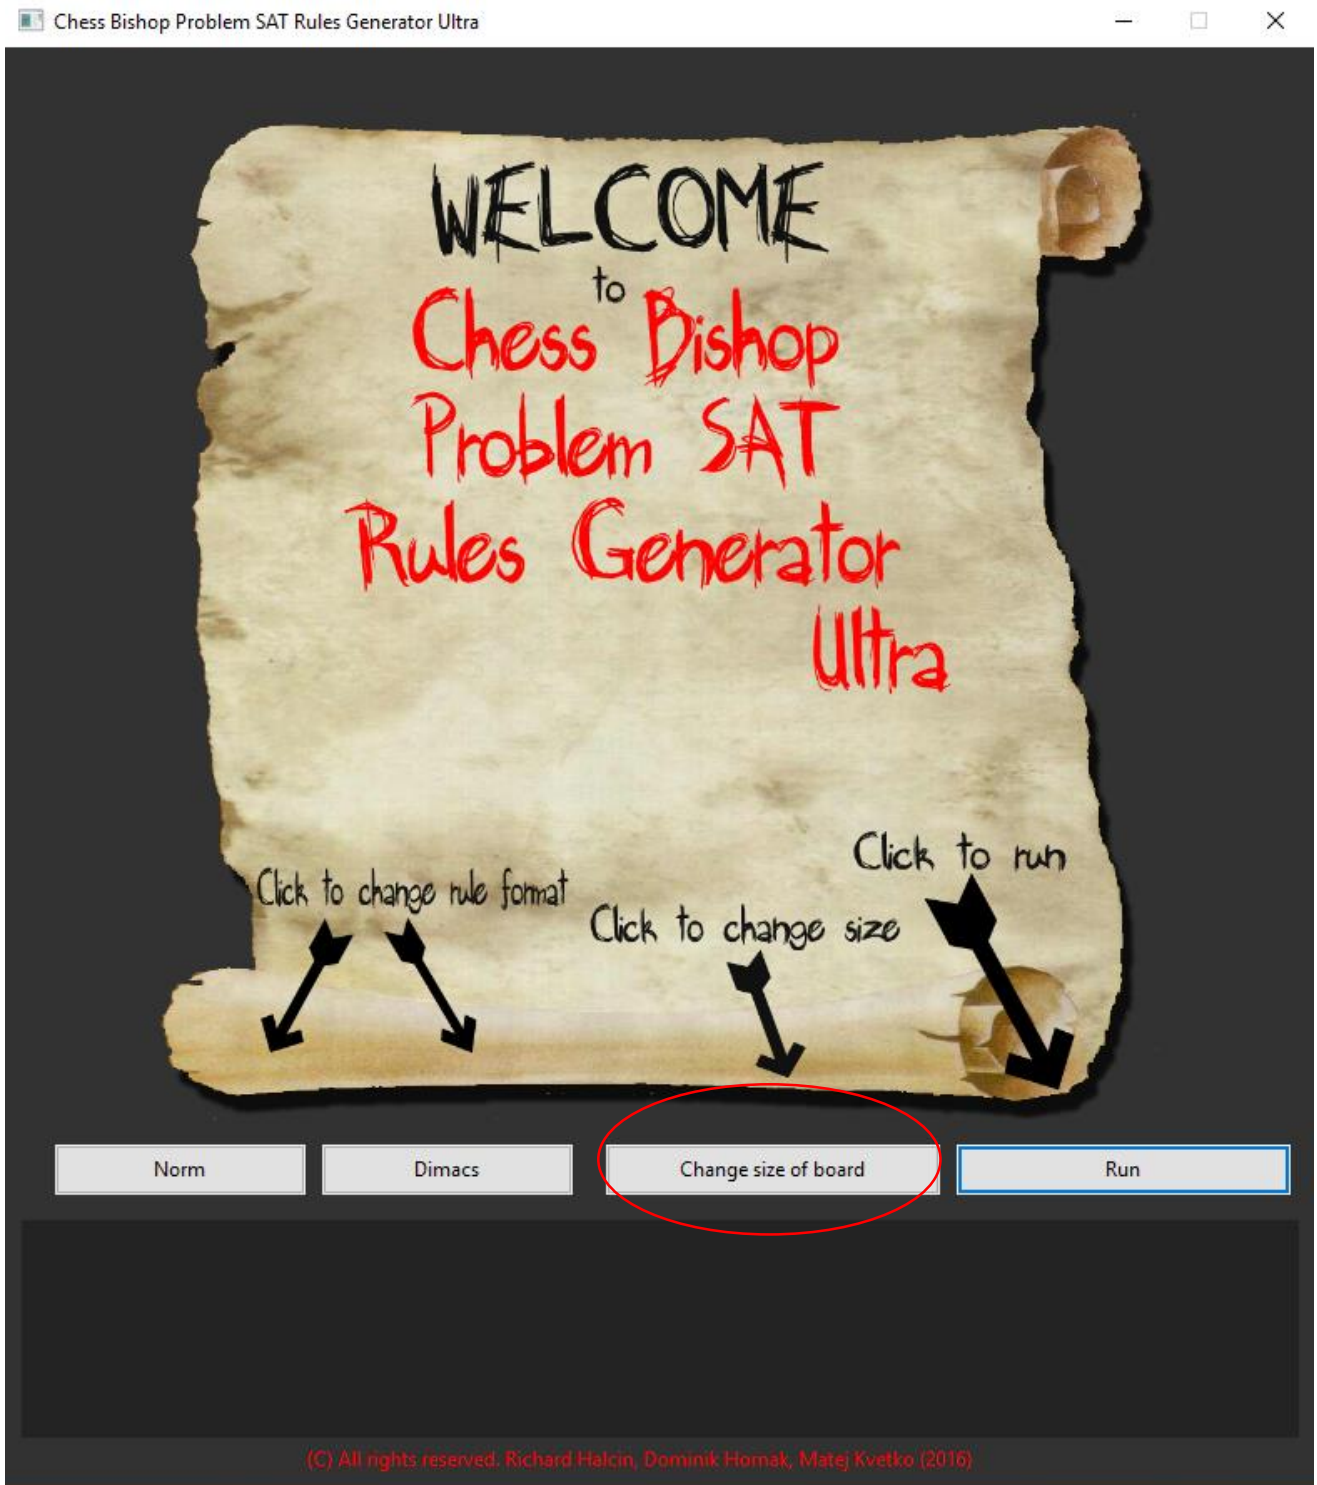 Chess Bishop Problem SAT Rules Generator Ultra
WELCOME
to
Chess Bishop
Problem SAT
Rules Generator
Ultra
Click to run
Click to change rule format
Click to change size
Norm
Dimacs
Change size of board
Run
(C) All rights reserved. Richard Halcin, Dominik Hornak, Matej Kvetko (2016)